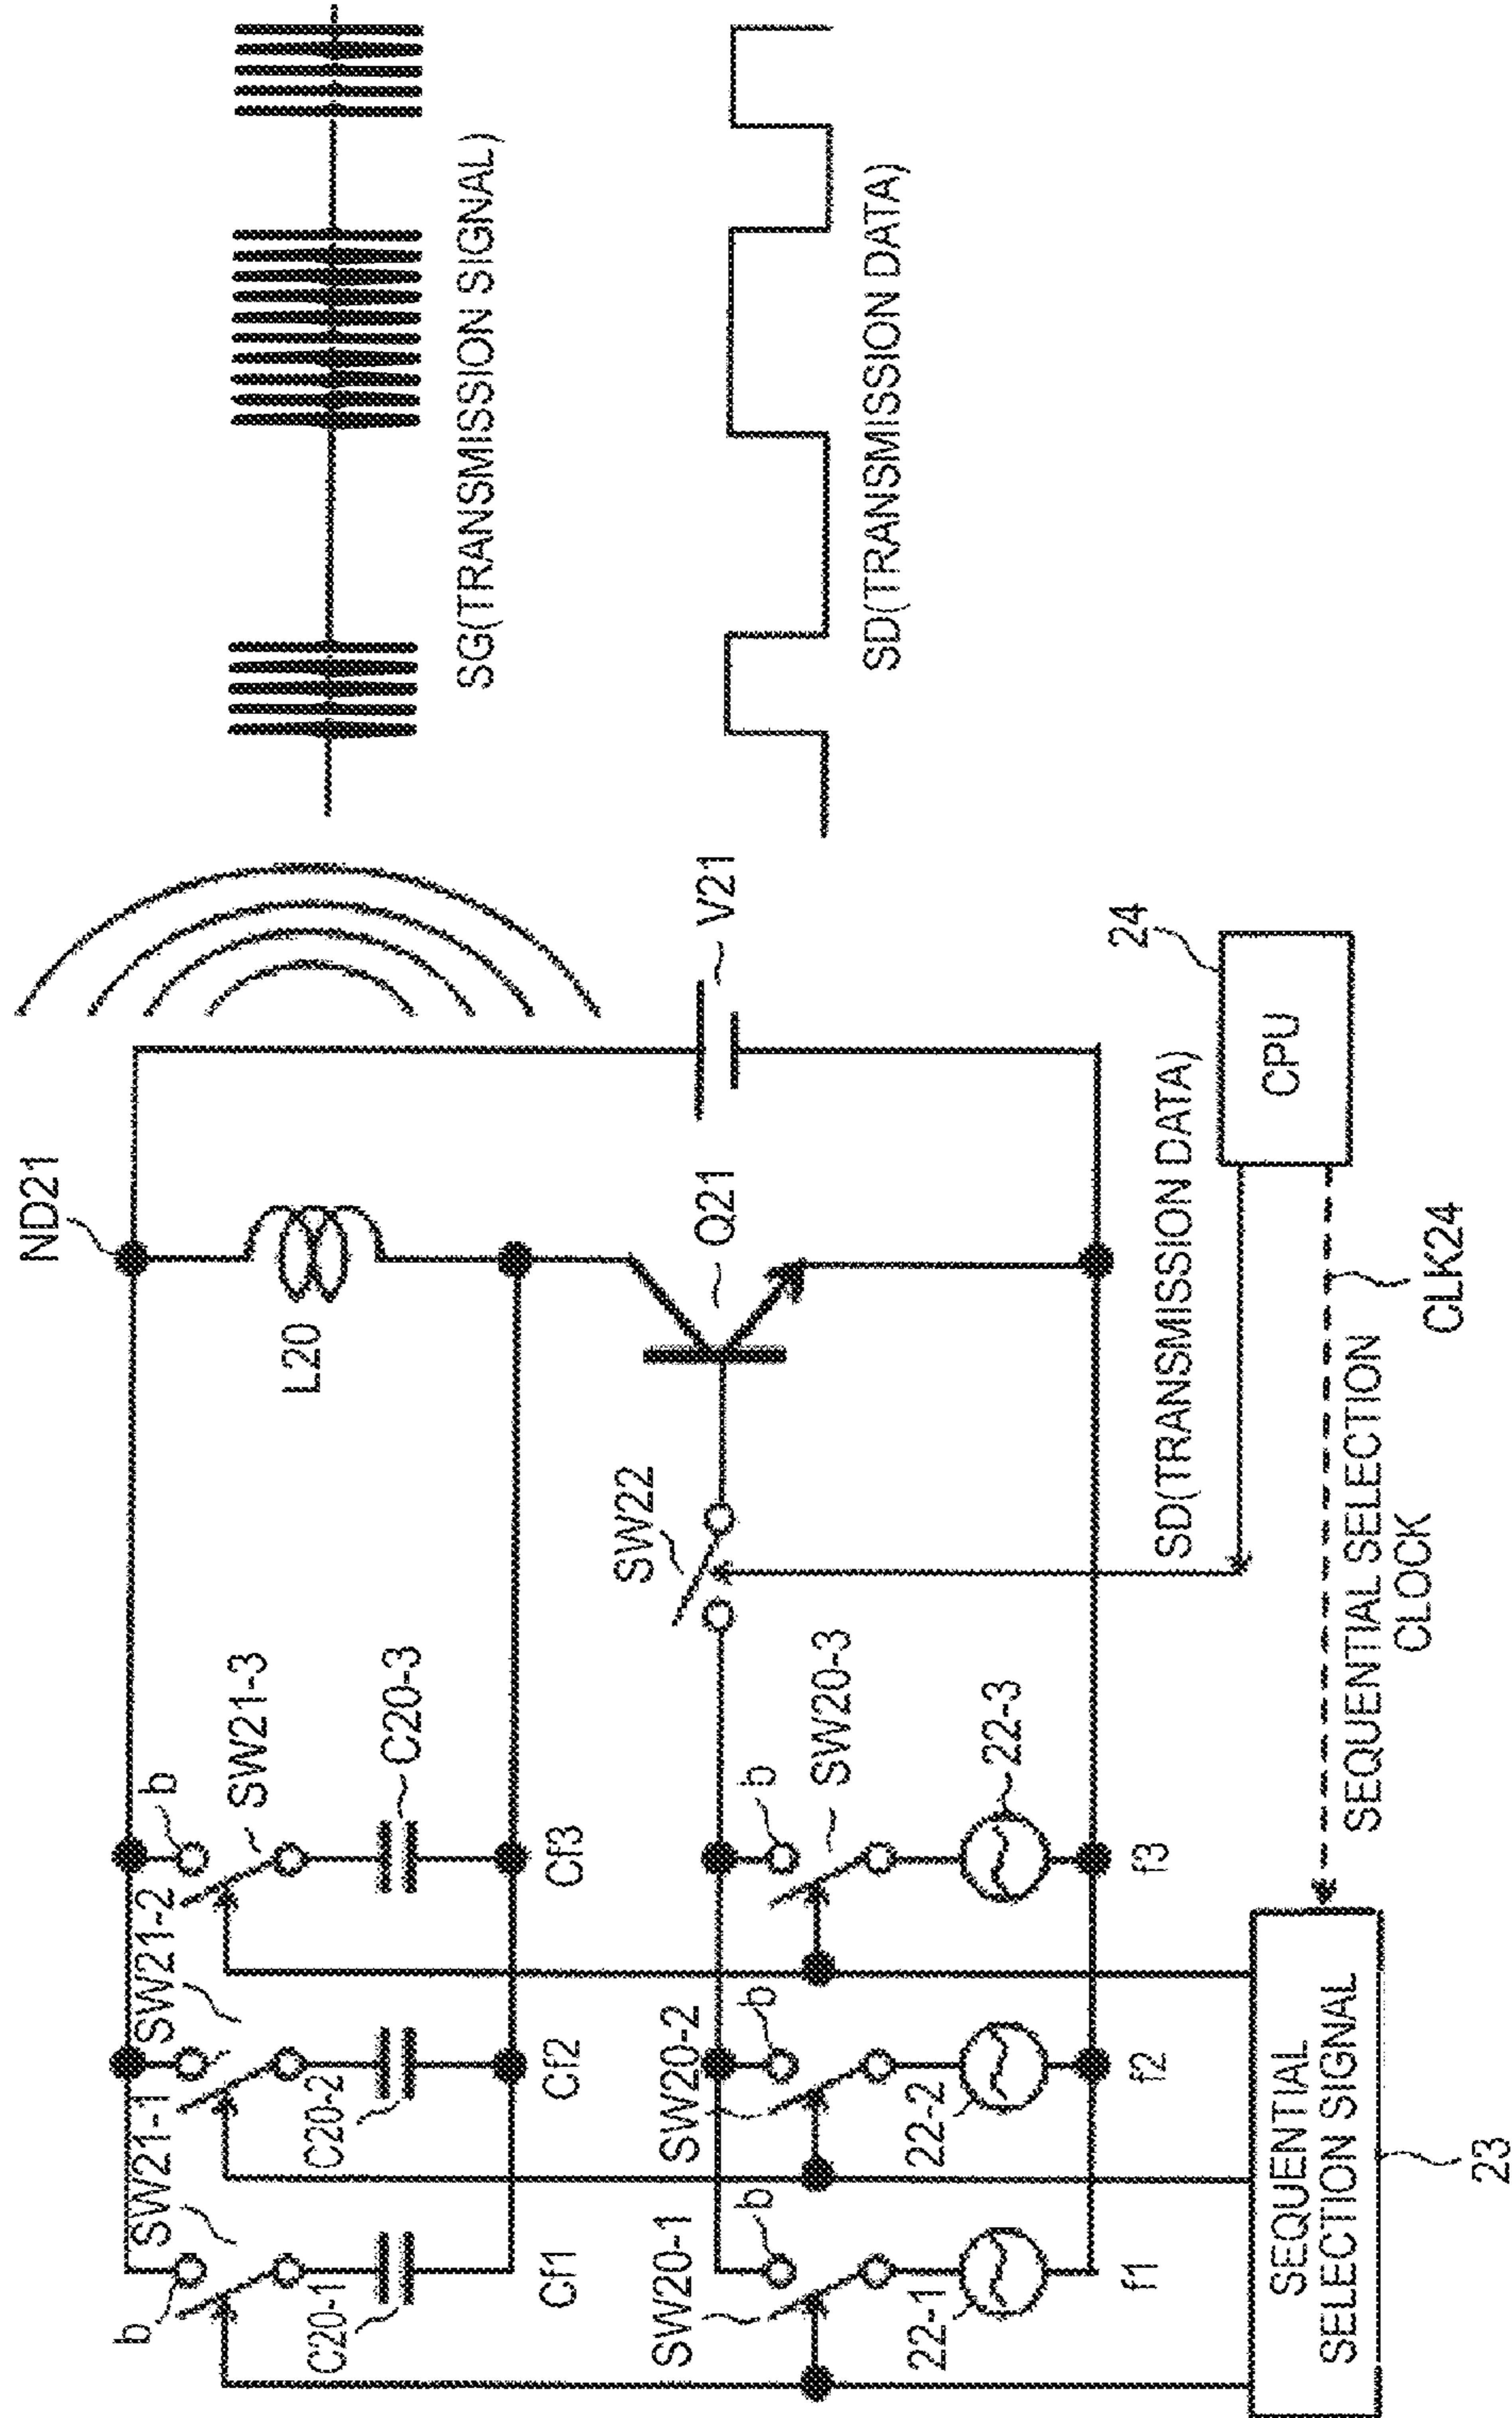 ND21
b
SW21-1
SW21-2
b
SW21-3
L20
C20-1
C20-2
C20-3
Cf1
Cf2
Cf3
SG(TRANSMISSION SIGNAL)
SW22
Q21
V21
SW20-1
b
SW20-2
b
b
SW20-3
22-1
22-2
22-3
f1
f2
f3
SD(TRANSMISSION DATA)
SD(TRANSMISSION DATA)
24
CPU
SEQUENTIAL
SELECTION SIGNAL
23
SEQUENTIAL SELECTION
CLOCK
CLK24